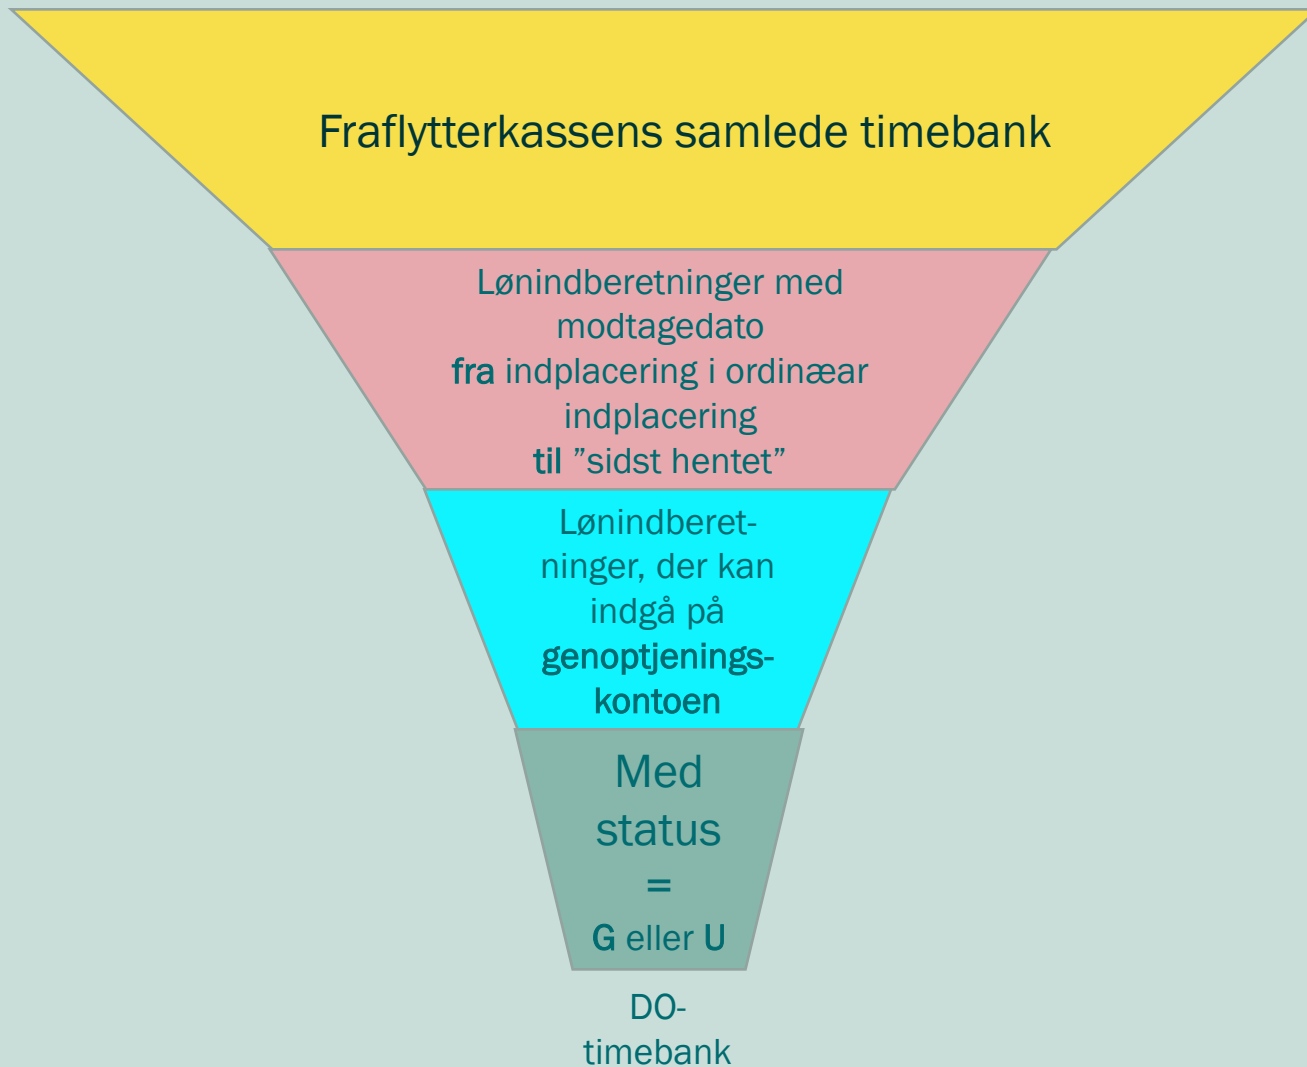 Fraflytterkassens samlede timebank
Lønindberetninger med
modtagedato
fra indplacering i ordinæar
indplacering
til ”sidst hentet”
Lønindberet-
ninger, der kan
indgå på
genoptjenings-
kontoen
Med
status
=
G eller U
DO-
timebank